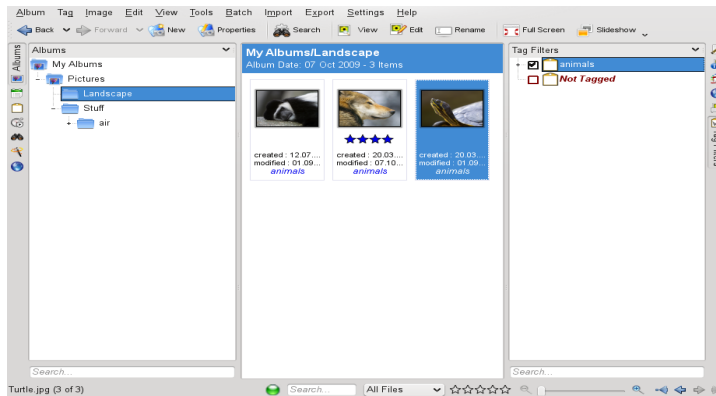 Album Tag Image Edit View Tools Batch Import Export Settings Help
Back Forward New Properties Search View Edit Rename Full Screen Slideshow
Albums
Albums
My Albums
Pictures
Landscape
Stuff
air
Search...
My Albums/Landscape
Album Date: 07 Oct 2009 - 3 Items
created : 12.07....
modified : 01.09...
animals
created : 20.03....
modified : 07.10...
animals
created : 20.03....
modified : 01.09...
animals
Tag Filters
animals
Not Tagged
Search...
Tag Filters
Turtle.jpg (3 of 3) Search... All Files